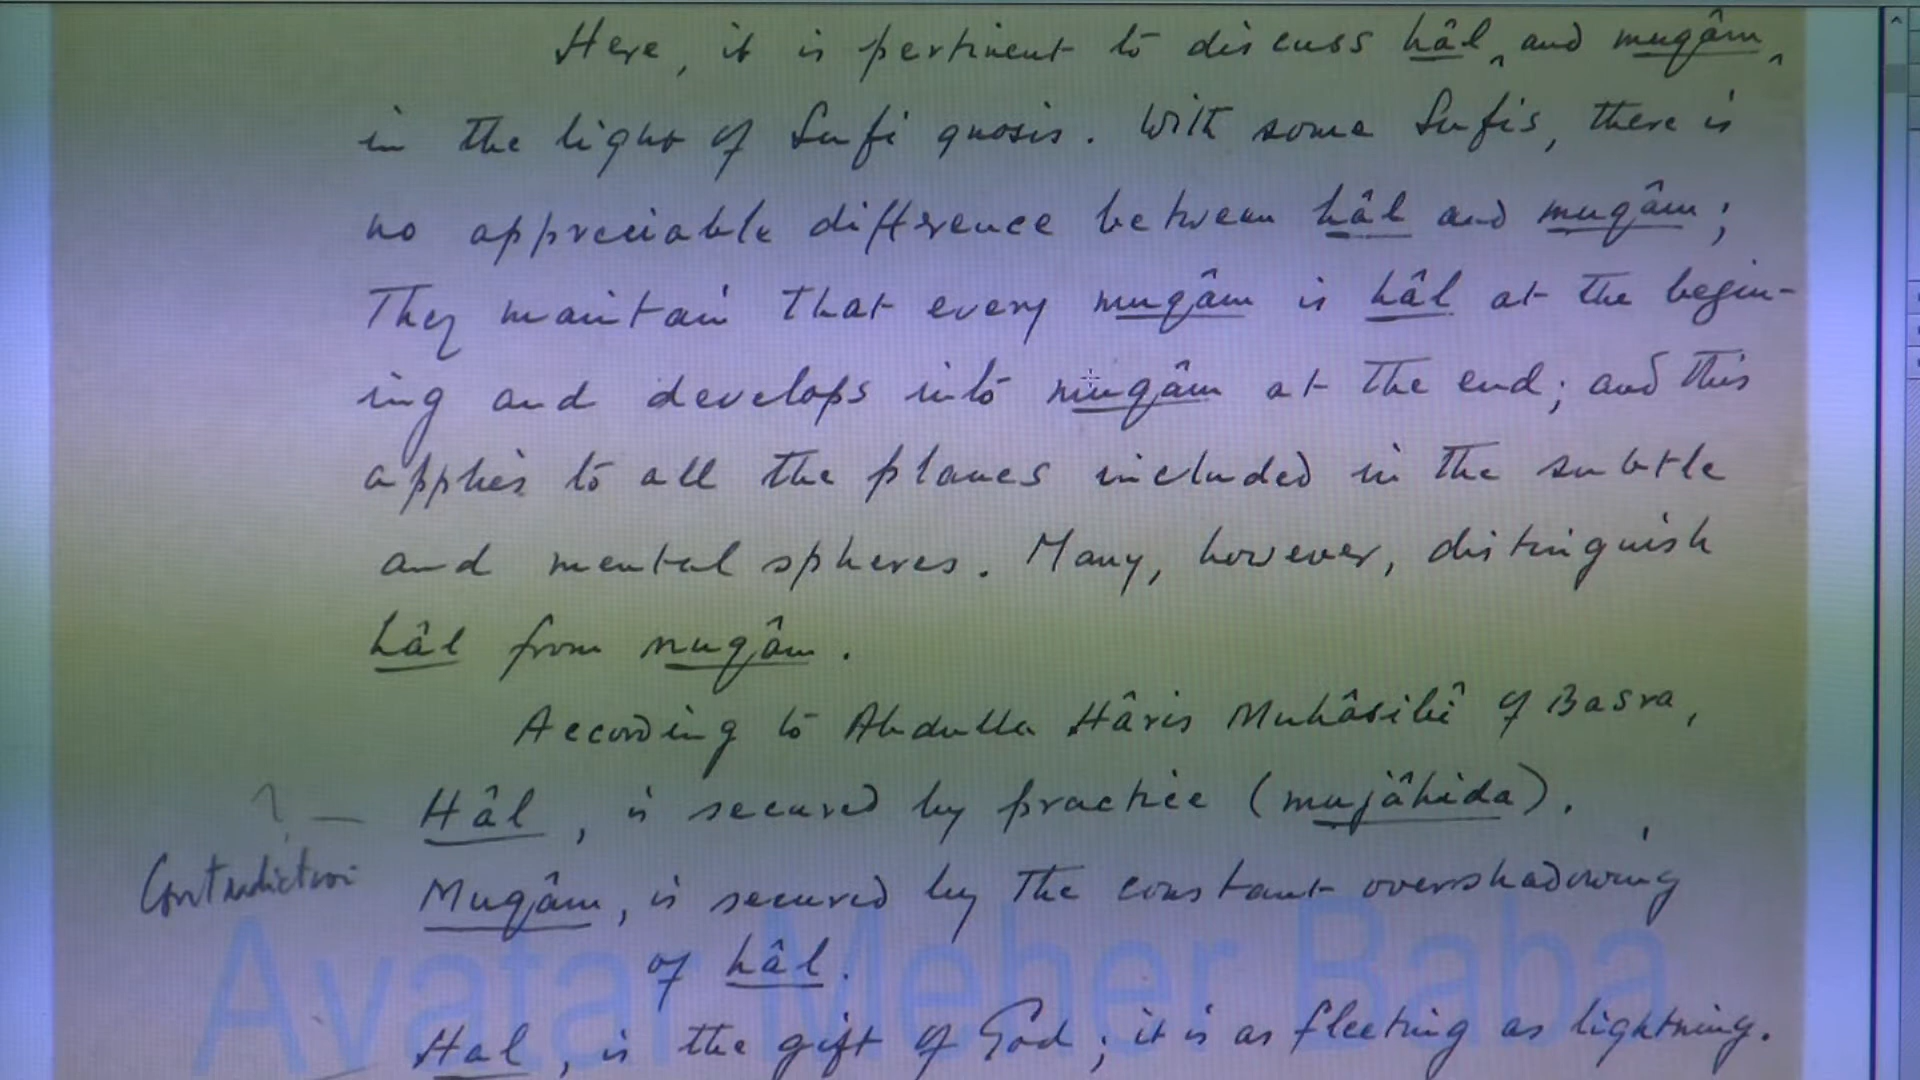 Here, it is pertinent to discuss hâl, and muqâm,
in the light of Sufi gnosis. With some Sufis, there is
no appreciable difference between hâl and muqâm;
They maintain that every muqâm is hâl at the begin-
ing and develops into muqâm at the end; and this
applies to all the planes included in the subtle
and mental spheres. Many, however, distinguish
hâl from muqâm.
According to Abdulla Hâris Muhâsibî of Basra,
? — Hâl, is secured by practice (mujâhida).
Contradiction Muqâm, is secured by the constant overshadowing
of hâl.
Hal, is the gift of God; it is as fleeting as lightning.
Avatar Meher Baba